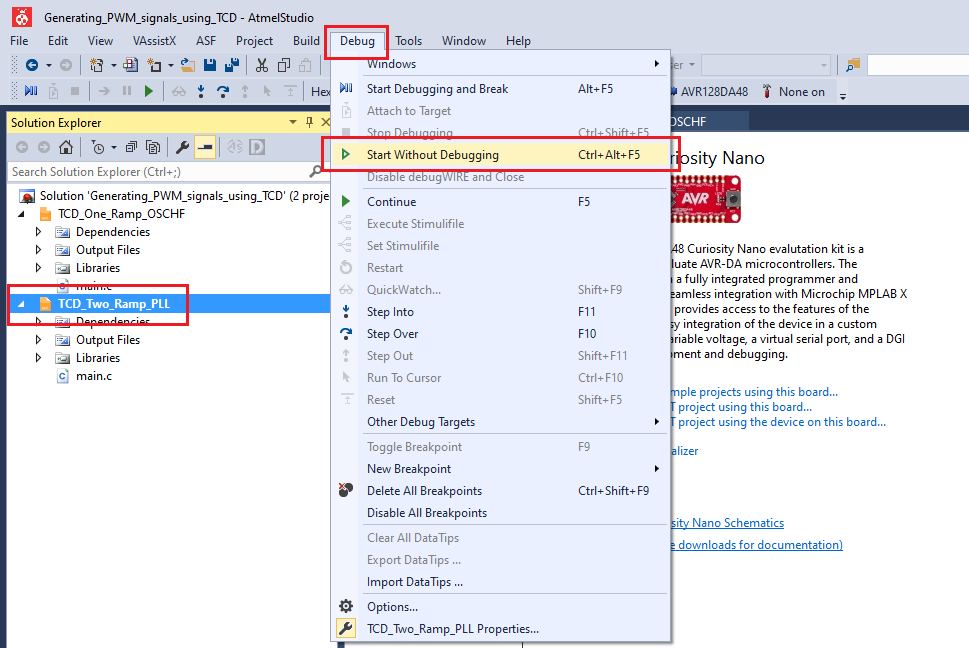 Generating_PWM_signals_using_TCD - AtmelStudio
File Edit View VAssistX ASF Project Build Debug Tools Window Help
Hex
AVR128DA48 None on
Solution Explorer
OSCHF
Search Solution Explorer (Ctrl+;)
Solution 'Generating_PWM_signals_using_TCD' (2 proje
TCD_One_Ramp_OSCHF
Dependencies
Output Files
Libraries
main.c
TCD_Two_Ramp_PLL
Dependencies
Output Files
Libraries
main.c
Windows
Start Debugging and Break Alt+F5
Attach to Target
Stop Debugging Ctrl+Shift+F5
Start Without Debugging Ctrl+Alt+F5
Disable debugWIRE and Close
Continue F5
Execute Stimulifile
Set Stimulifile
Restart
QuickWatch... Shift+F9
Step Into F11
Step Over F10
Step Out Shift+F11
Run To Cursor Ctrl+F10
Reset Shift+F5
Other Debug Targets
Toggle Breakpoint F9
New Breakpoint
Delete All Breakpoints Ctrl+Shift+F9
Disable All Breakpoints
Clear All DataTips
Export DataTips ...
Import DataTips ...
Options...
TCD_Two_Ramp_PLL Properties...
iosity Nano
AVR
48 Curiosity Nano evalutation kit is a
luate AVR-DA microcontrollers. The
a fully integrated programmer and
eamless integration with Microchip MPLAB X
provides access to the features of the
sy integration of the device in a custom
ariable voltage, a virtual serial port, and a DGI
pment and debugging.
mple projects using this board...
T project using this board...
T project using the device on this board...
alizer
osity Nano Schematics
e downloads for documentation)